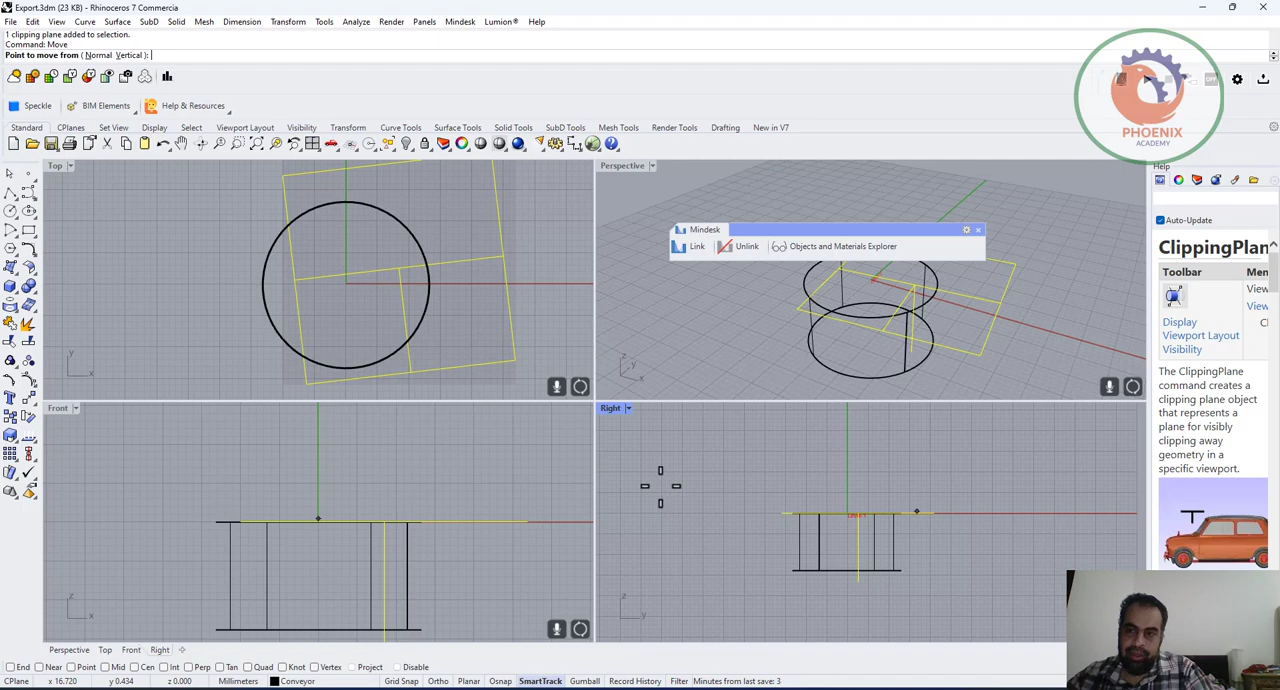 Export.3dm (23 KB) - Rhinoceros 7 Commercia
File Edit View Curve Surface SubD Solid Mesh Dimension Transform Tools Analyze Render Panels Mindesk Lumion® Help
1 clipping plane added to selection.
Command: Move
Point to move from ( Normal Vertical ):
Speckle BIM Elements Help & Resources
PHOENIX
ACADEMY
Standard CPlanes Set View Display Select Viewport Layout Visibility Transform Curve Tools Surface Tools Solid Tools SubD Tools Mesh Tools Render Tools Drafting New in V7
Top
Perspective
Help
Mindesk
Link Unlink Objects and Materials Explorer
Auto-Update
ClippingPlan
Toolbar Men
View
Vie
Cl
Display
Viewport Layout
Visibility
The ClippingPlane
command creates a
clipping plane object
that represents a
plane for visibly
clipping away
geometry in a
specific viewport.
y
x
z
y
x
Front
Right
z
x
z
y
Perspective Top Front Right
End Near Point Mid Cen Int Perp Tan Quad Knot Vertex Project Disable
CPlane x 16.720 y 0.434 z 0.000 Millimeters Conveyor Grid Snap Ortho Planar Osnap SmartTrack Gumball Record History Filter Minutes from last save: 3